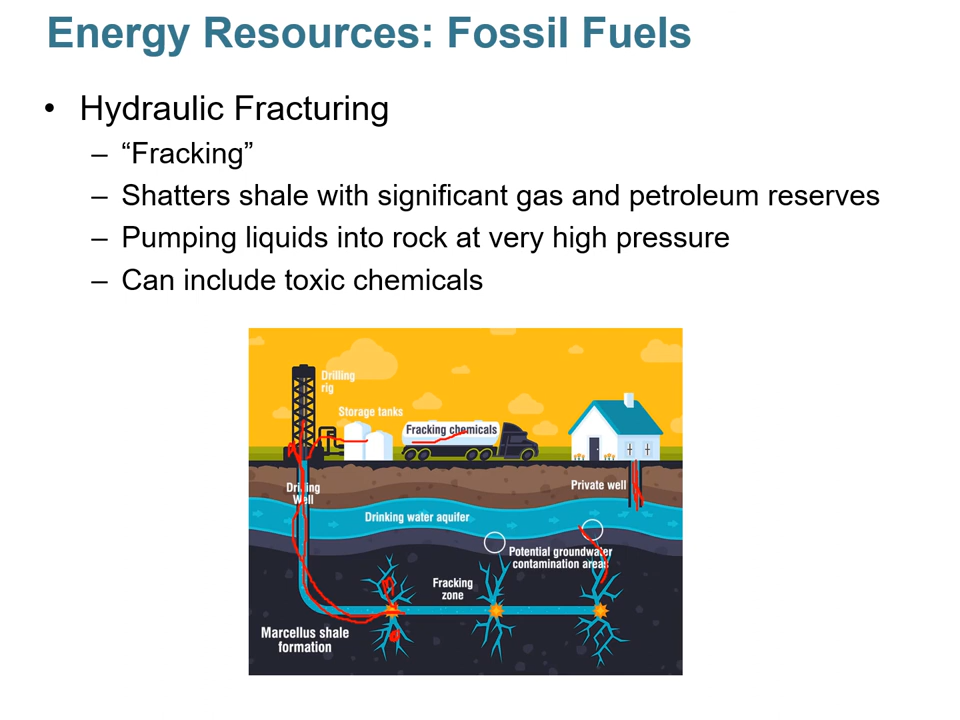 Energy Resources: Fossil Fuels
• Hydraulic Fracturing
– “Fracking”
– Shatters shale with significant gas and petroleum reserves
– Pumping liquids into rock at very high pressure
– Can include toxic chemicals
Drilling
rig
Storage tanks
Fracking chemicals
Drilling
Well
Private well
Drinking water aquifer
Potential groundwater
contamination areas
Fracking
zone
Marcellus shale
formation